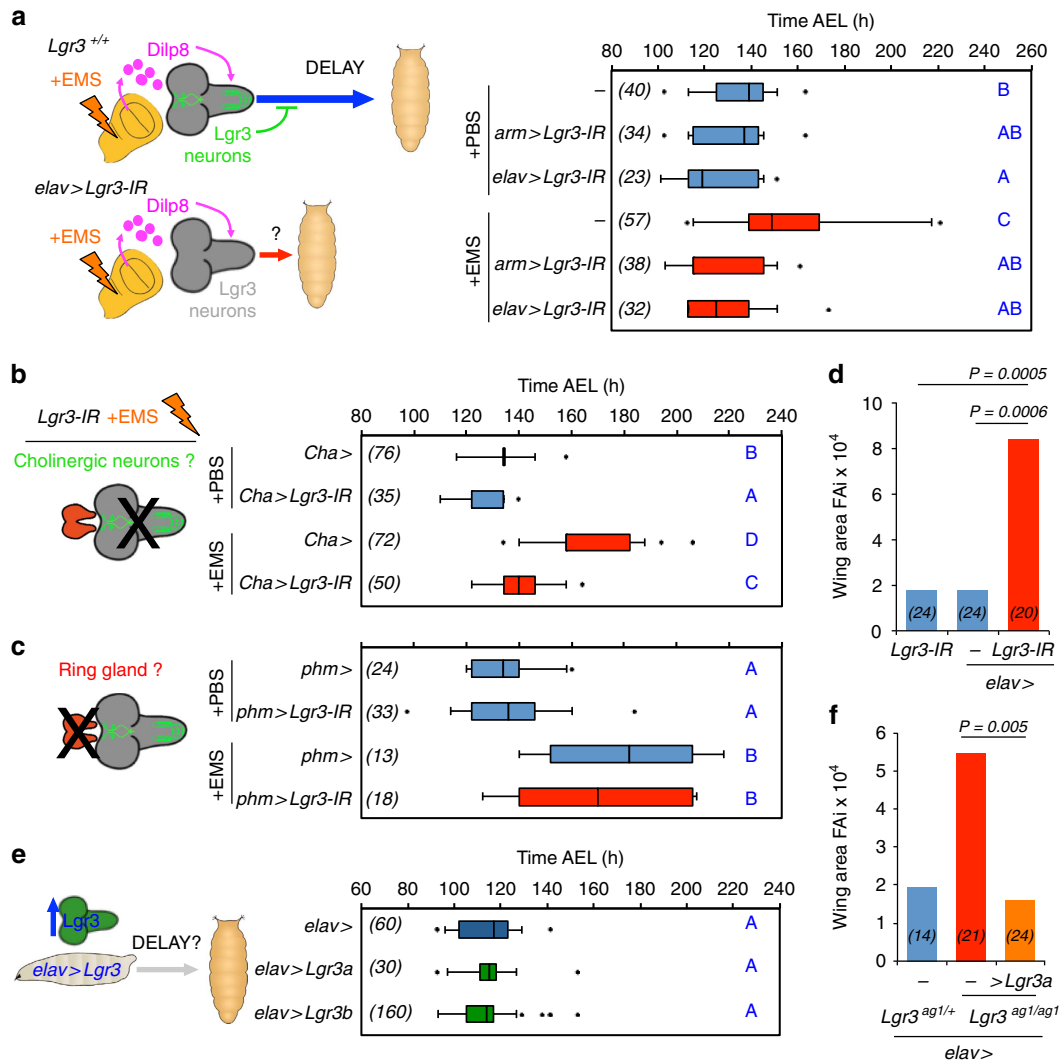 a
Lgr3 +/+
Dilp8
+EMS
DELAY
Lgr3
neurons
elav>Lgr3-IR
Dilp8
+EMS
?
Lgr3
neurons
Time AEL (h)
80 100 120 140 160 180 200 220 240 260
+PBS
– (40) B
arm>Lgr3-IR (34) AB
elav>Lgr3-IR (23) A
+EMS
– (57) C
arm>Lgr3-IR (38) AB
elav>Lgr3-IR (32) AB
b
Lgr3-IR +EMS
Cholinergic neurons ?
X
Time AEL (h)
60 80 100 120 140 160 180 200 220 240
+PBS
Cha> (76) B
Cha>Lgr3-IR (35) A
+EMS
Cha> (72) D
Cha>Lgr3-IR (50) C
c
Ring gland ?
X
+PBS
phm> (24) A
phm>Lgr3-IR (33) A
+EMS
phm> (13) B
phm>Lgr3-IR (18) B
d
P = 0.0005
P = 0.0006
Wing area FAi x 10⁴
10
8
6
4
2
0
(24) (24) (20)
Lgr3-IR – Lgr3-IR
elav>
e
Lgr3
elav>Lgr3
DELAY?
Time AEL (h)
60 80 100 120 140 160 180 200 220 240
elav> (60) A
elav>Lgr3a (30) A
elav>Lgr3b (160) A
f
P = 0.005
Wing area FAi x 10⁴
6
5
4
3
2
1
0
(14) (21) (24)
– – >Lgr3a
Lgr3 ag1/+ Lgr3 ag1/ag1
elav>